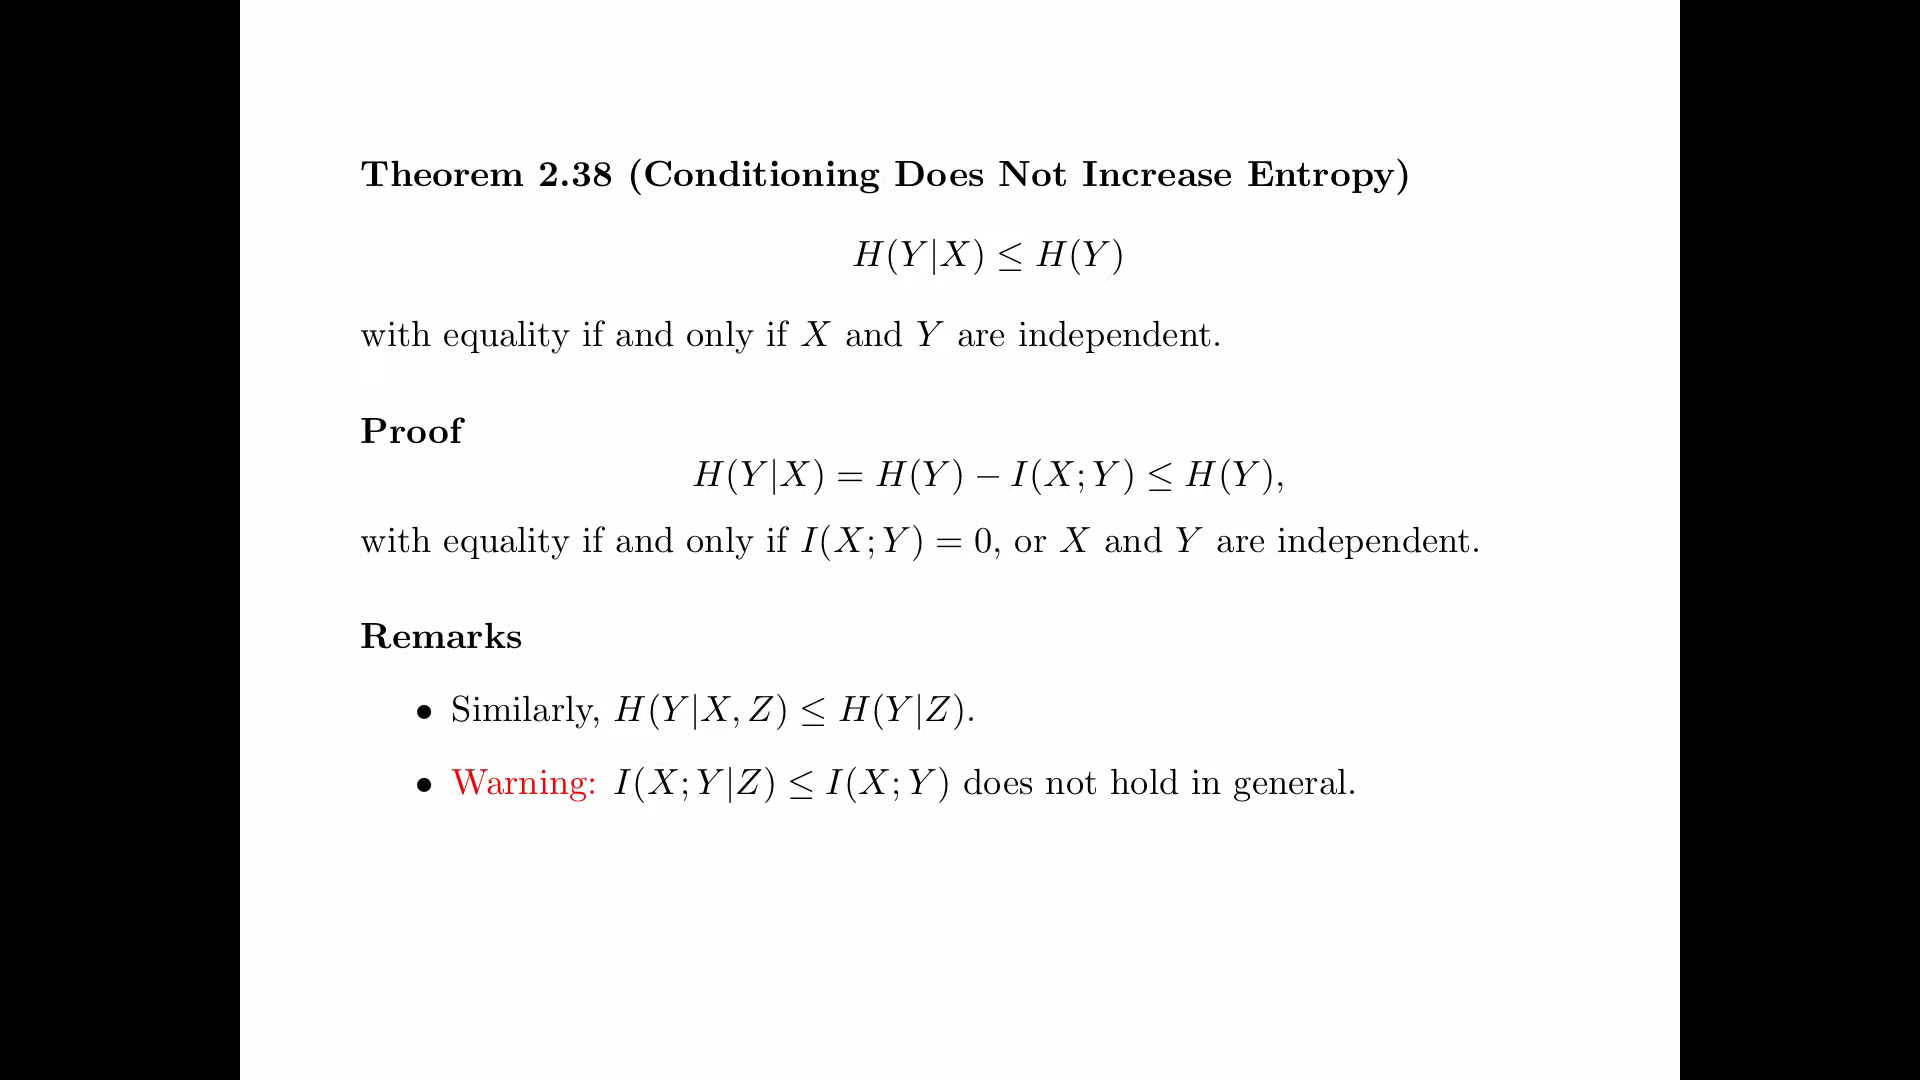 Theorem 2.38 (Conditioning Does Not Increase Entropy)
H(Y|X) ≤ H(Y)
with equality if and only if X and Y are independent.
Proof
H(Y|X) = H(Y) − I(X; Y) ≤ H(Y),
with equality if and only if I(X; Y) = 0, or X and Y are independent.
Remarks
• Similarly, H(Y|X, Z) ≤ H(Y|Z).
• Warning: I(X; Y|Z) ≤ I(X; Y) does not hold in general.